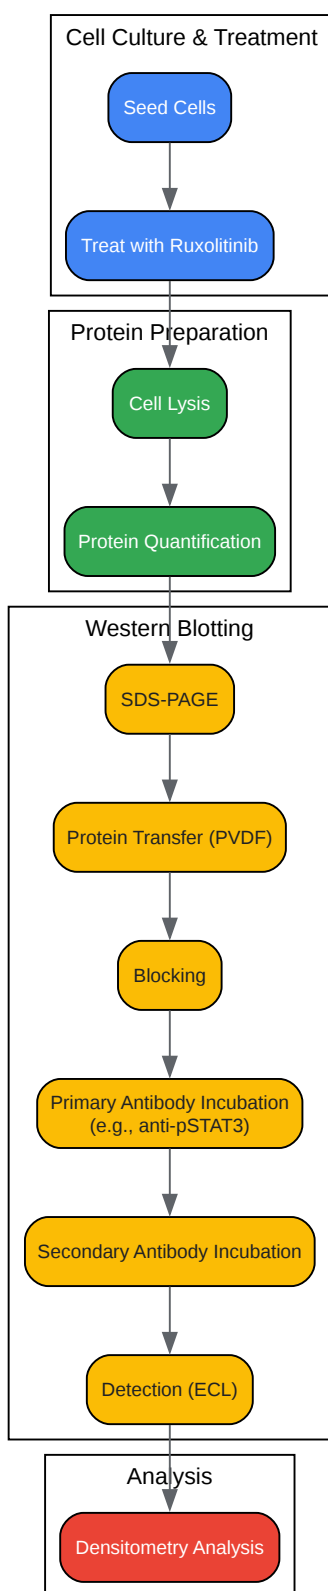 Cell Culture & Treatment
Seed Cells
Treat with Ruxolitinib
Protein Preparation
Cell Lysis
Protein Quantification
Western Blotting
SDS-PAGE
Protein Transfer (PVDF)
Blocking
Primary Antibody Incubation
(e.g., anti-pSTAT3)
Secondary Antibody Incubation
Detection (ECL)
Analysis
Densitometry Analysis